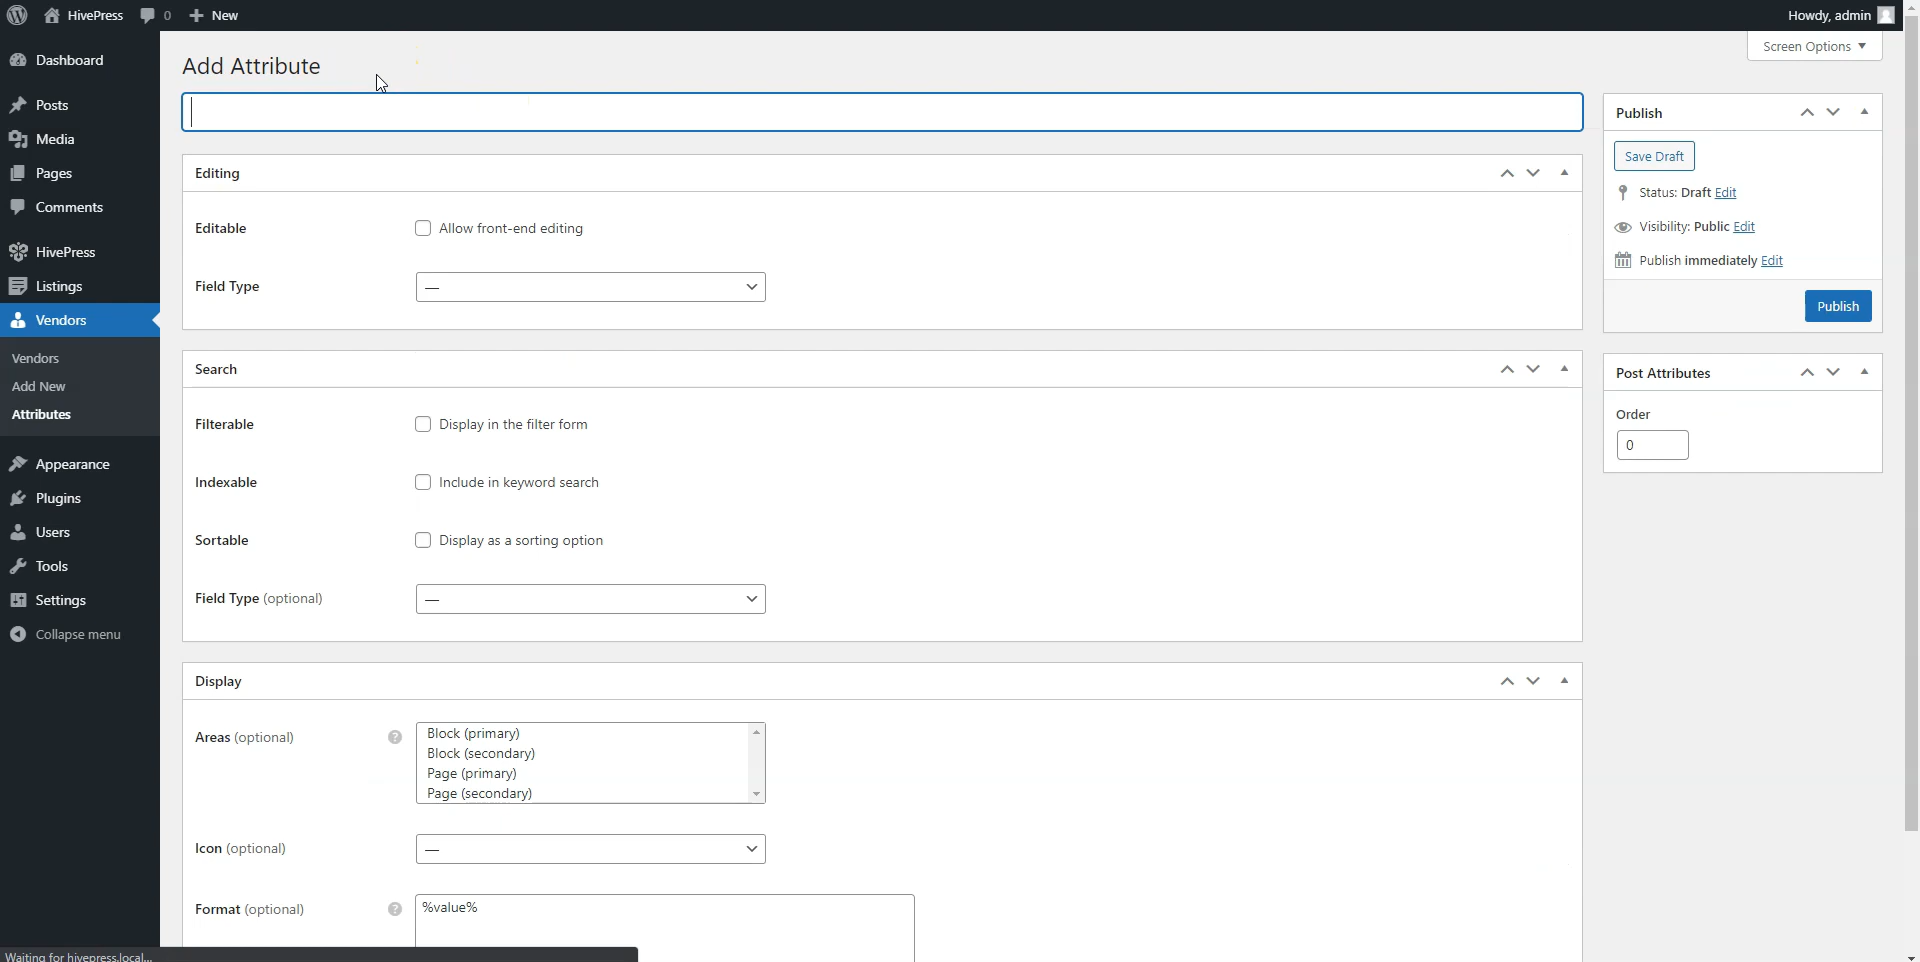 HivePress 0 New Howdy, admin
Screen Options
Dashboard
Posts
Media
Pages
Comments
HivePress
Listings
Vendors
Vendors
Add New
Attributes
Appearance
Plugins
Users
Tools
Settings
Collapse menu
Add Attribute
Editing
Editable Allow front-end editing
Field Type —
Search
Filterable Display in the filter form
Indexable Include in keyword search
Sortable Display as a sorting option
Field Type (optional) —
Display
Areas (optional) ?
Block (primary)
Block (secondary)
Page (primary)
Page (secondary)
Icon (optional) —
Format (optional) ? %value%
Publish
Save Draft
Status: Draft Edit
Visibility: Public Edit
Publish immediately Edit
Publish
Post Attributes
Order
0
Waiting for hivepress.local...